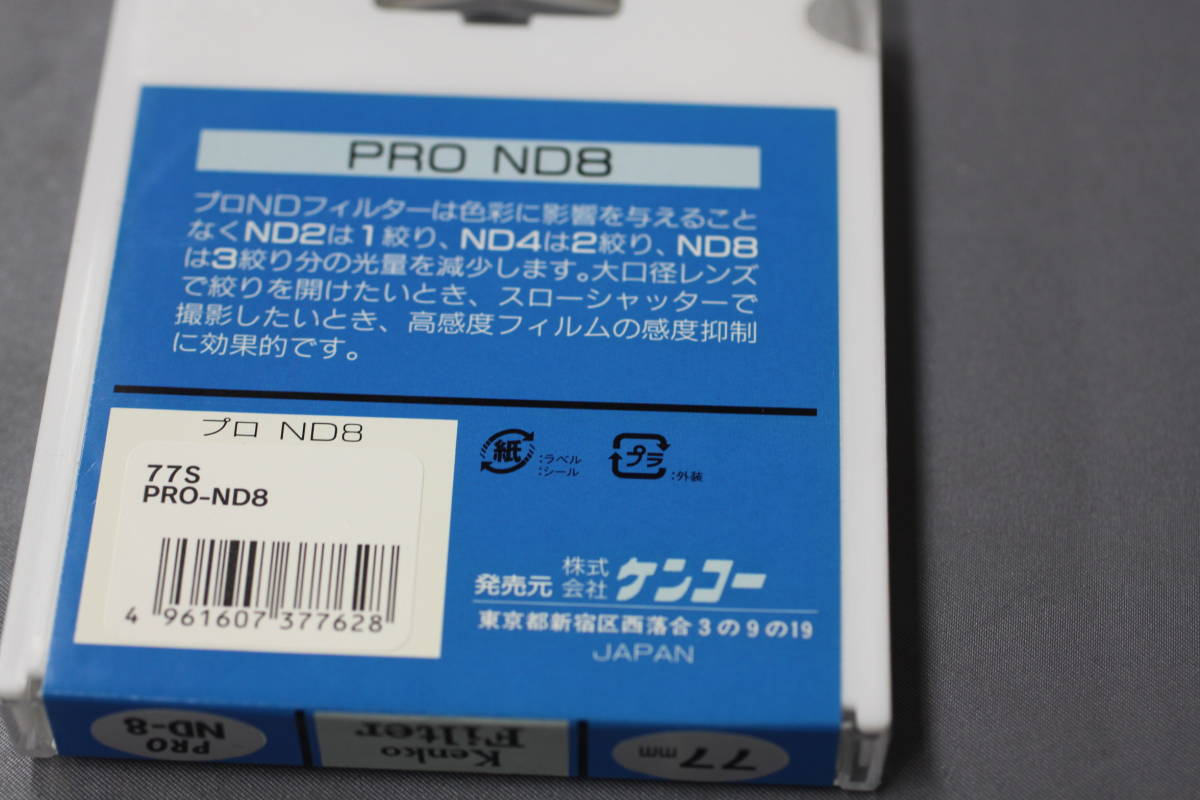 PRO ND8
プロNDフィルターは色彩に影響を与えること
なくND2は1絞り、ND4は2絞り、ND8
は3絞り分の光量を減少します。大口径レンズ
で絞りを開けたいとき、スローシャッターで
撮影したいとき、高感度フィルムの感度抑制
に効果的です。
プロ ND8
77S
PRO-ND8
4 961607 377628
紙 :ラベル
:シール
プラ :外装
発売元 株式会社 ケンコー
東京都新宿区西落合3の9の19
JAPAN
PRO
ND-8
Kenko
Filter
77mm